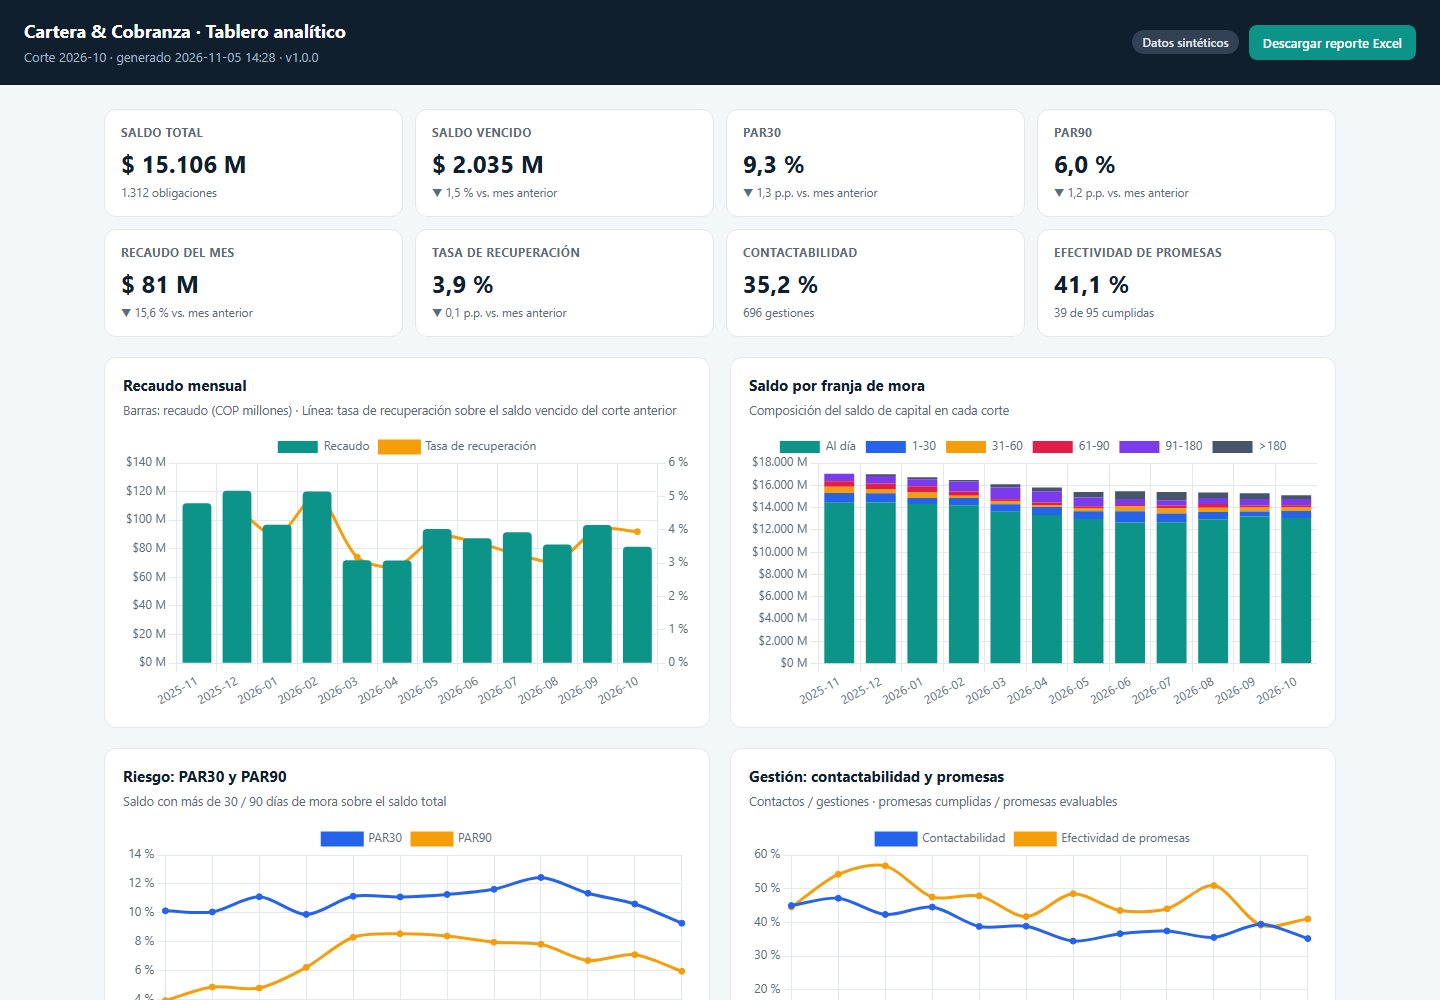 Cartera & Cobranza · Tablero analítico
Corte 2026-10 · generado 2026-11-05 14:28 · v1.0.0
Datos sintéticos
Descargar reporte Excel
SALDO TOTAL
$ 15.106 M
1.312 obligaciones
SALDO VENCIDO
$ 2.035 M
▼ 1,5 % vs. mes anterior
PAR30
9,3 %
▼ 1,3 p.p. vs. mes anterior
PAR90
6,0 %
▼ 1,2 p.p. vs. mes anterior
RECAUDO DEL MES
$ 81 M
▼ 15,6 % vs. mes anterior
TASA DE RECUPERACIÓN
3,9 %
▼ 0,1 p.p. vs. mes anterior
CONTACTABILIDAD
35,2 %
696 gestiones
EFECTIVIDAD DE PROMESAS
41,1 %
39 de 95 cumplidas
Recaudo mensual
Barras: recaudo (COP millones) · Línea: tasa de recuperación sobre el saldo vencido del corte anterior
Recaudo
Tasa de recuperación
$140 M
$120 M
$100 M
$80 M
$60 M
$40 M
$20 M
$0 M
6 %
5 %
4 %
3 %
2 %
1 %
0 %
2025-11
2025-12
2026-01
2026-02
2026-03
2026-04
2026-05
2026-06
2026-07
2026-08
2026-09
2026-10
Saldo por franja de mora
Composición del saldo de capital en cada corte
Al día
1-30
31-60
61-90
91-180
>180
$18.000 M
$16.000 M
$14.000 M
$12.000 M
$10.000 M
$8.000 M
$6.000 M
$4.000 M
$2.000 M
$0 M
2025-11
2025-12
2026-01
2026-02
2026-03
2026-04
2026-05
2026-06
2026-07
2026-08
2026-09
2026-10
Riesgo: PAR30 y PAR90
Saldo con más de 30 / 90 días de mora sobre el saldo total
PAR30
PAR90
14 %
12 %
10 %
8 %
6 %
4 %
Gestión: contactabilidad y promesas
Contactos / gestiones · promesas cumplidas / promesas evaluables
Contactabilidad
Efectividad de promesas
60 %
50 %
40 %
30 %
20 %